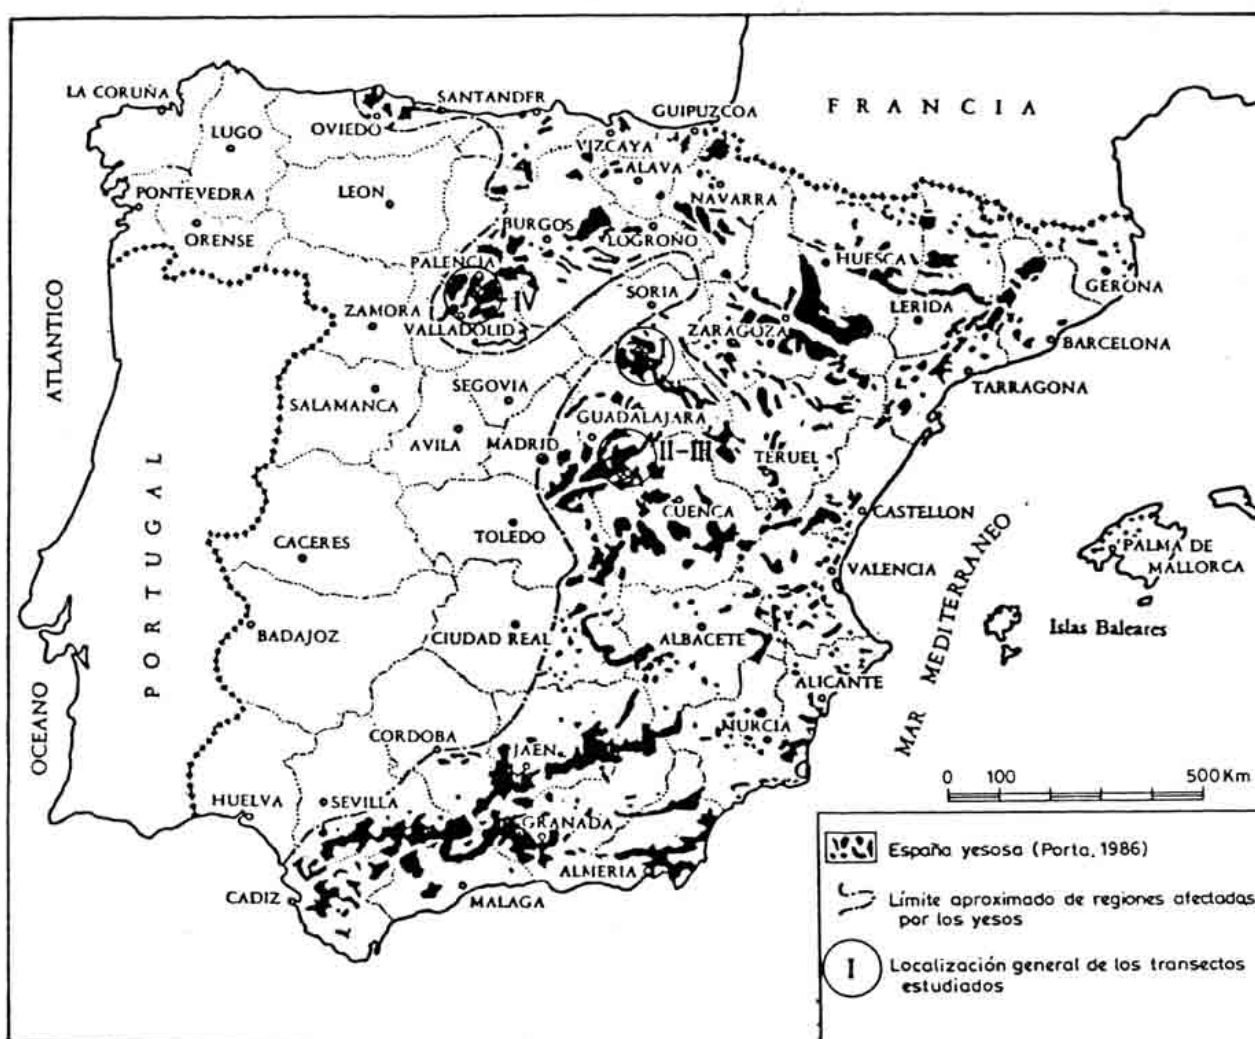 LA CORUÑA
LUGO
OVIEDO
SANTANDER
GUIPUZCOA
F R A N C I A
VIZCAYA
ALAVA
PONTEVEDRA
ORENSE
LEON
NAVARRA
BURGOS
LOGROÑO
PALENCIA
HUESCA
GERONA
IV
SORIA
LERIDA
ZAMORA
VALLADOLID
ZARAGOZA
BARCELONA
TARRAGONA
ATLANTICO
SEGOVIA
SALAMANCA
AVILA
MADRID
GUADALAJARA
I
II-III
TERUEL
P O R T U G A L
CUENCA
CASTELLON
CACERES
TOLEDO
VALENCIA
PALMA DE
MALLORCA
Islas Baleares
MAR MEDITERRANEO
BADAJOZ
CIUDAD REAL
ALBACETE
ALICANTE
OCEANO
CORDOBA
MURCIA
JAEN
0 100 500 Km.
HUELVA
SEVILLA
GRANADA
ALMERIA
CADIZ
MALAGA
España yesosa (Porta, 1986)
Límite aproximado de regiones afectadas
por los yesos
I
Localización general de los transectos
estudiados